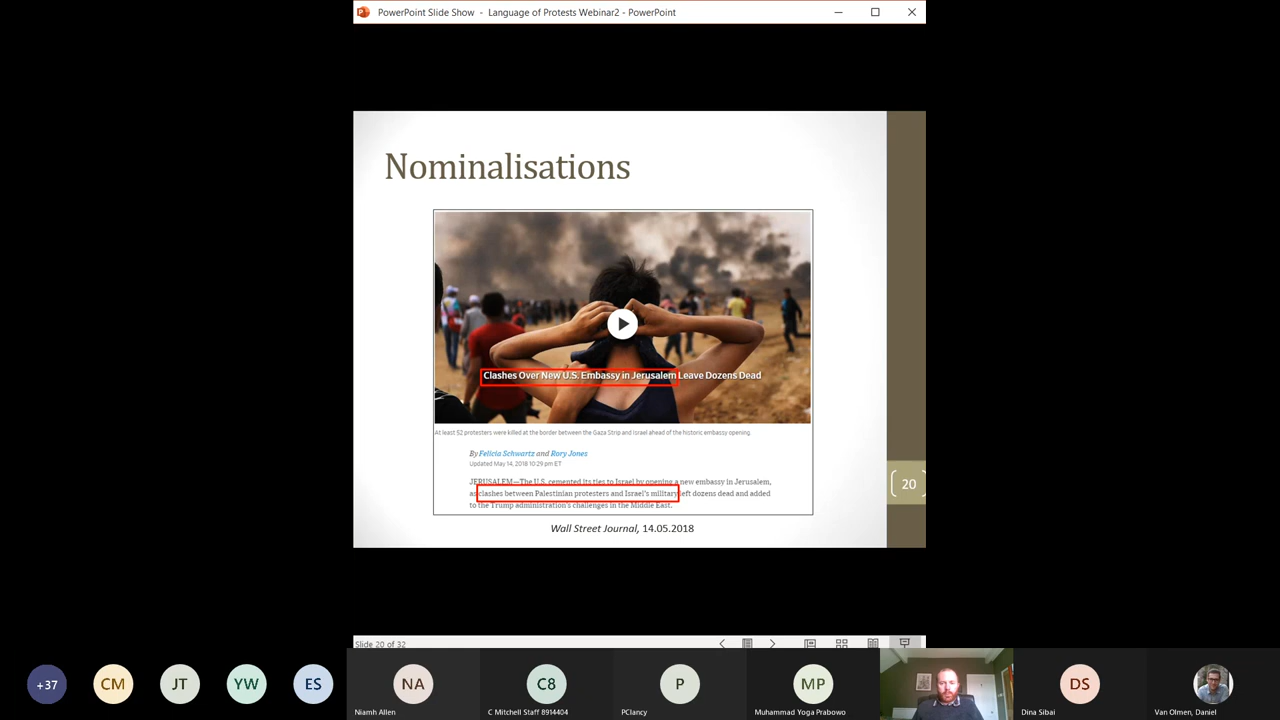 PowerPoint Slide Show - Language of Protests Webinar2 - PowerPoint
Nominalisations
Clashes Over New U.S. Embassy in Jerusalem Leave Dozens Dead
At least 52 protesters were killed at the border between the Gaza Strip and Israel ahead of the historic embassy opening.
By Felicia Schwartz and Rory Jones
Updated May 14, 2018 10:29 pm ET
JERUSALEM—The U.S. cemented its ties to Israel by opening a new embassy in Jerusalem,
as clashes between Palestinian protesters and Israel's military left dozens dead and added
to the Trump administration's challenges in the Middle East.
20
Wall Street Journal, 14.05.2018
Slide 20 of 32
+37
CM
JT
YW
ES
NA
C8
P
MP
DS
Niamh Allen
C Mitchell Staff 8914404
PClancy
Muhammad Yoga Prabowo
Dina Sibai
Van Olmen, Daniel